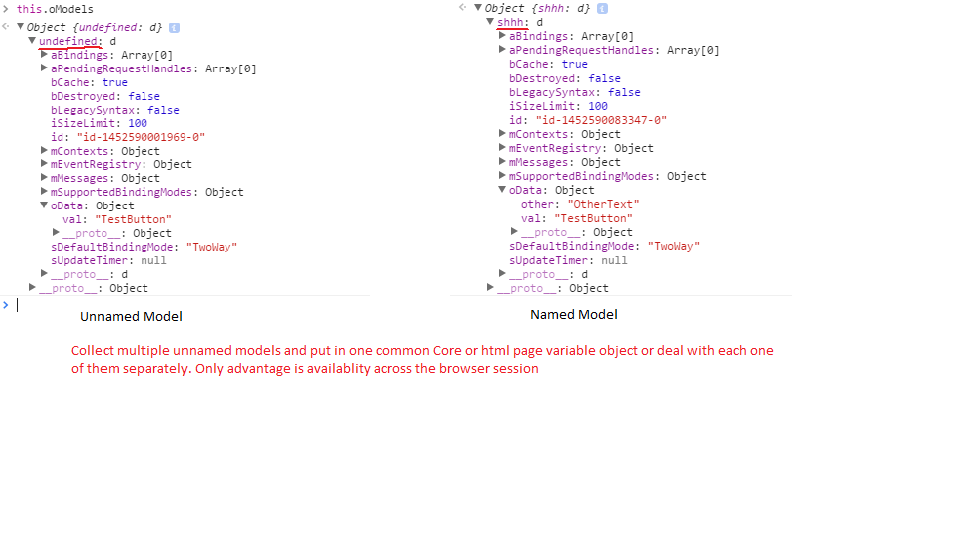 this.oModels
Object {undefined: d}
undefined: d
aBindings: Array[0]
aPendingRequestHandles: Array[0]
bCache: true
bDestroyed: false
bLegacySyntax: false
iSizeLimit: 100
id: "id-1452590001969-0"
mContexts: Object
mEventRegistry: Object
mMessages: Object
mSupportedBindingModes: Object
oData: Object
val: "TestButton"
__proto__: Object
sDefaultBindingMode: "TwoWay"
sUpdateTimer: null
__proto__: d
__proto__: Object
Unnamed Model
Object {shhh: d}
shhh: d
aBindings: Array[0]
aPendingRequestHandles: Array[0]
bCache: true
bDestroyed: false
bLegacySyntax: false
iSizeLimit: 100
id: "id-1452590083347-0"
mContexts: Object
mEventRegistry: Object
mMessages: Object
mSupportedBindingModes: Object
oData: Object
other: "OtherText"
val: "TestButton"
__proto__: Object
sDefaultBindingMode: "TwoWay"
sUpdateTimer: null
__proto__: d
__proto__: Object
Named Model
Collect multiple unnamed models and put in one common Core or html page variable object or deal with each one
of them separately. Only advantage is availablity across the browser session